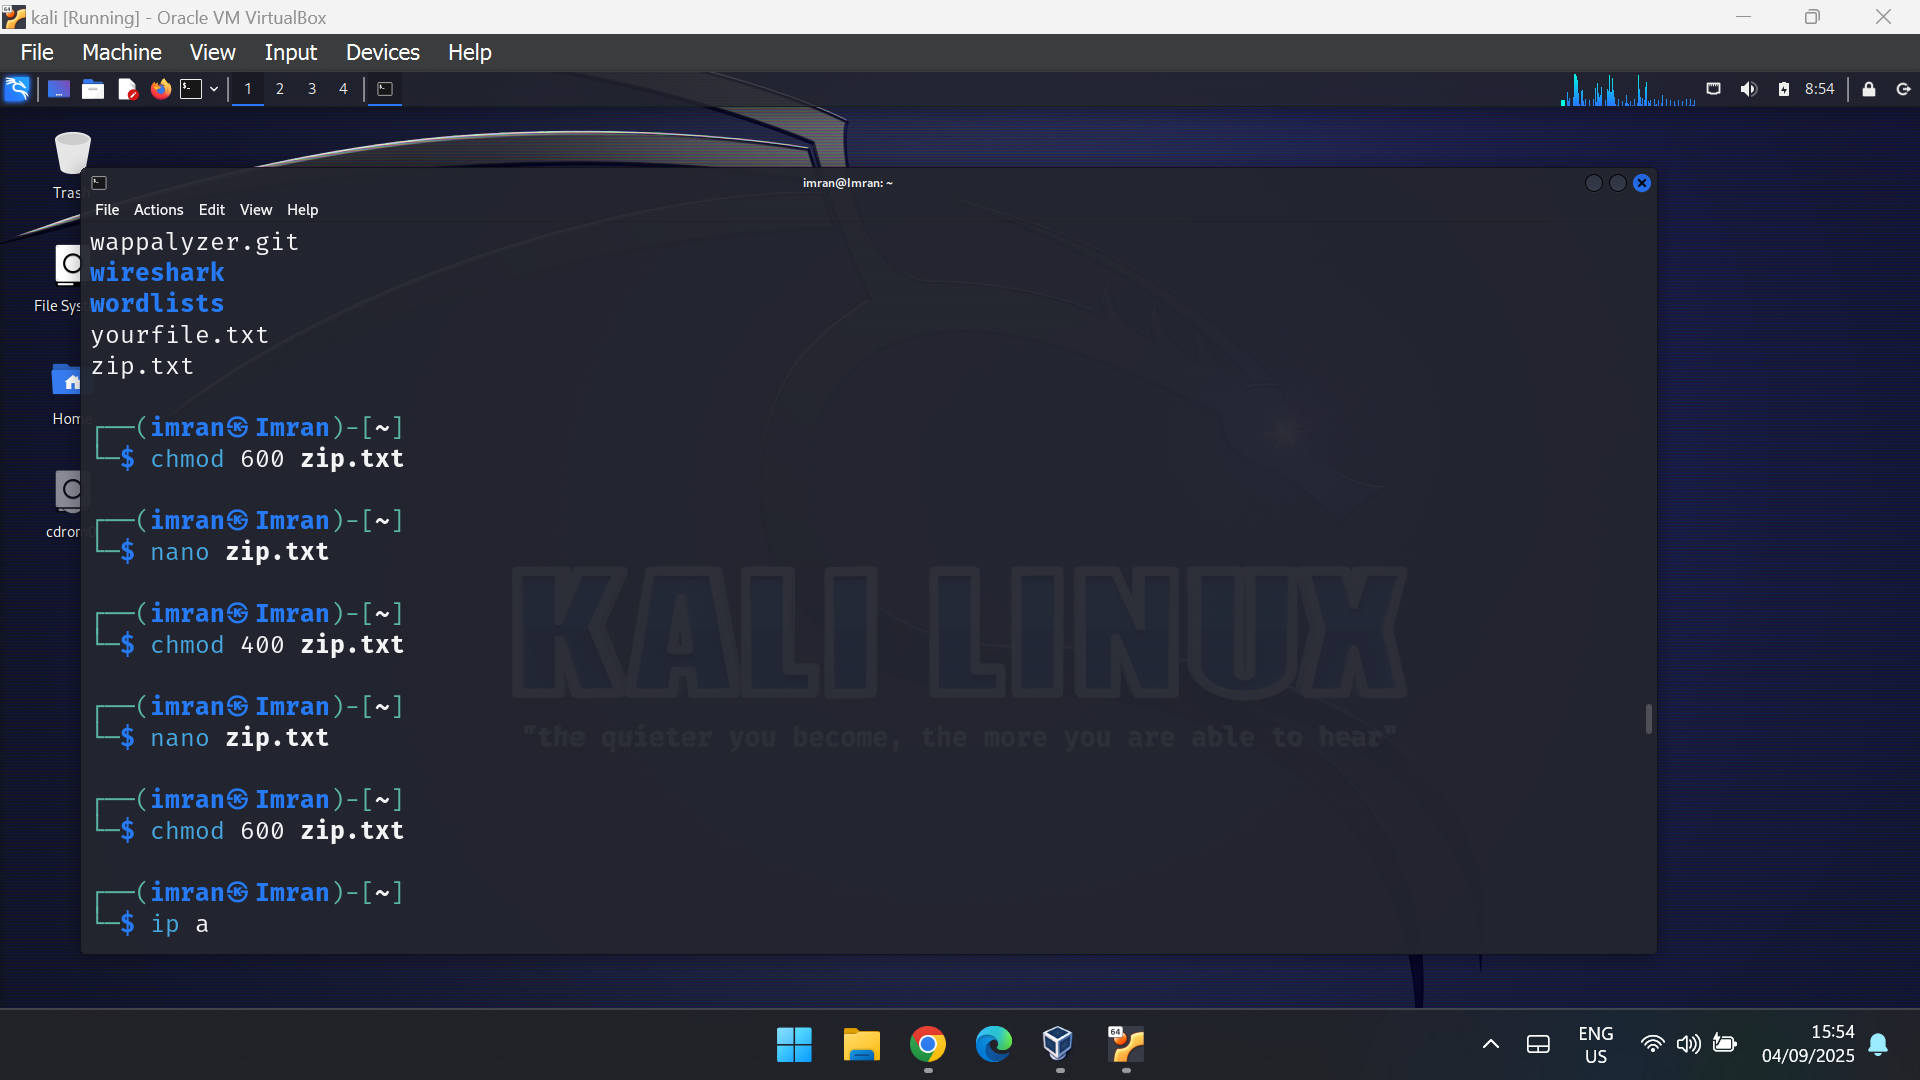 kali [Running] - Oracle VM VirtualBox
File Machine View Input Devices Help
1 2 3 4 8:54
Trash
File Sys
Home
cdrom
imran@Imran: ~
File Actions Edit View Help
wappalyzer.git
wireshark
wordlists
yourfile.txt
zip.txt
┌──(imran㉿Imran)-[~]
└─$ chmod 600 zip.txt
┌──(imran㉿Imran)-[~]
└─$ nano zip.txt
┌──(imran㉿Imran)-[~]
└─$ chmod 400 zip.txt
┌──(imran㉿Imran)-[~]
└─$ nano zip.txt
┌──(imran㉿Imran)-[~]
└─$ chmod 600 zip.txt
┌──(imran㉿Imran)-[~]
└─$ ip a
KALI LINUX
"the quieter you become, the more you are able to hear"
64
ENG
US
15:54
04/09/2025